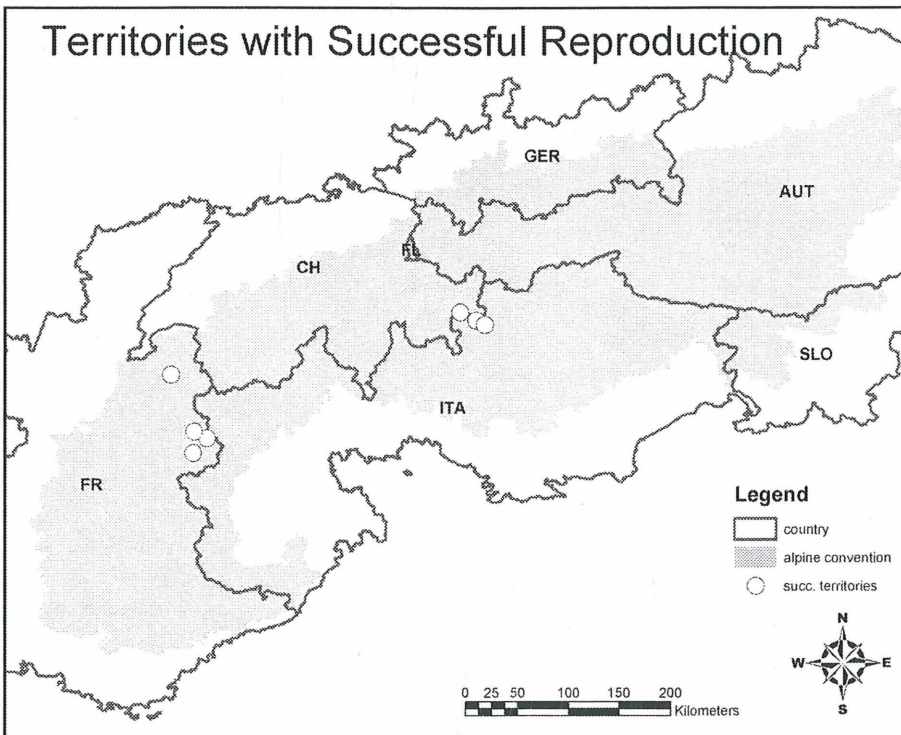 Territories with Successful Reproduction
GER
AUT
FL
CH
SLO
ITA
FR
Legend
country
alpine convention
succ. territories
N
W E
S
0 25 50 100 150 200
Kilometers